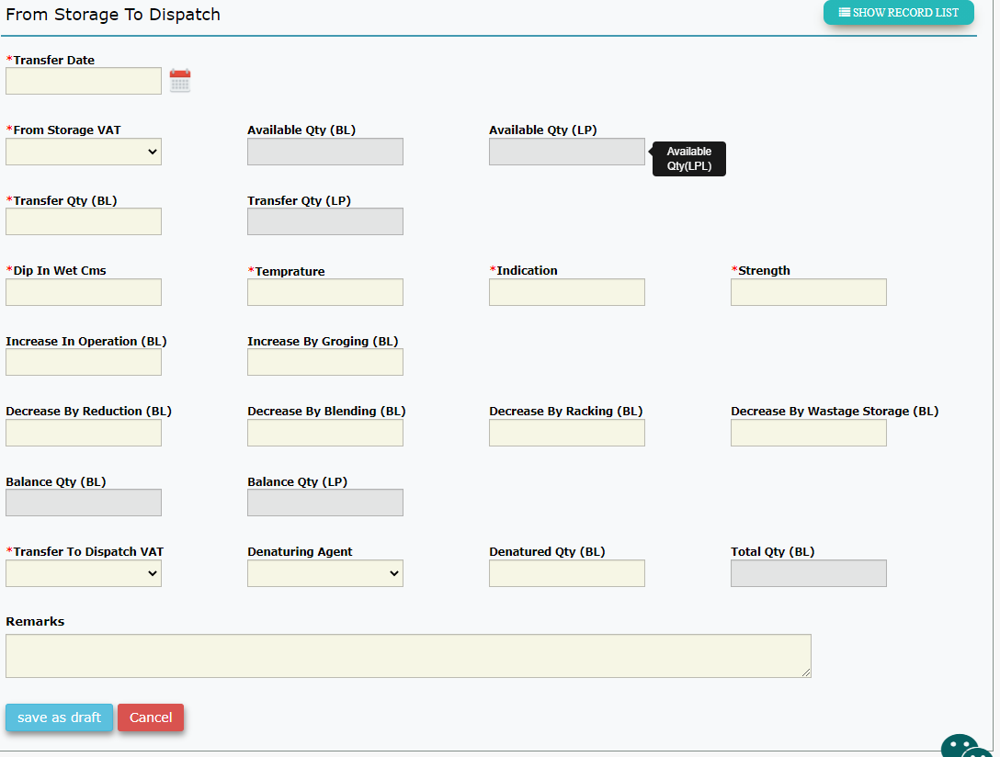 From Storage To Dispatch
SHOW RECORD LIST
*Transfer Date
*From Storage VAT
Available Qty (BL)
Available Qty (LP)
Available
Qty(LPL)
*Transfer Qty (BL)
Transfer Qty (LP)
*Dip In Wet Cms
*Temprature
*Indication
*Strength
Increase In Operation (BL)
Increase By Groging (BL)
Decrease By Reduction (BL)
Decrease By Blending (BL)
Decrease By Racking (BL)
Decrease By Wastage Storage (BL)
Balance Qty (BL)
Balance Qty (LP)
*Transfer To Dispatch VAT
Denaturing Agent
Denatured Qty (BL)
Total Qty (BL)
Remarks
save as draft
Cancel